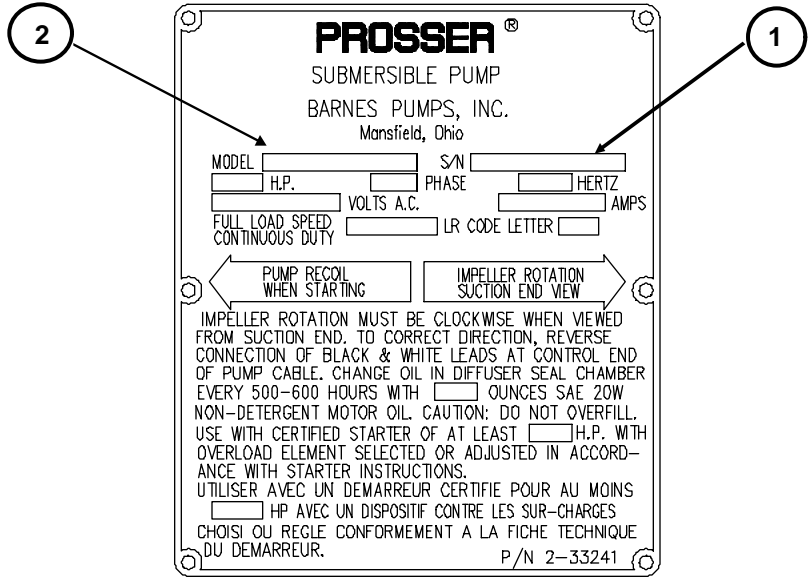 2
1
PROSSER ®
SUBMERSIBLE PUMP
BARNES PUMPS, INC.
Mansfield, Ohio
MODEL S/N
H.P. PHASE HERTZ
VOLTS A.C. AMPS
FULL LOAD SPEED
CONTINUOUS DUTY
LR CODE LETTER
PUMP RECOIL
WHEN STARTING
IMPELLER ROTATION
SUCTION END VIEW
IMPELLER ROTATION MUST BE CLOCKWISE WHEN VIEWED
FROM SUCTION END. TO CORRECT DIRECTION, REVERSE
CONNECTION OF BLACK & WHITE LEADS AT CONTROL END
OF PUMP CABLE. CHANGE OIL IN DIFFUSER SEAL CHAMBER
EVERY 500-600 HOURS WITH OUNCES SAE 20W
NON-DETERGENT MOTOR OIL. CAUTION: DO NOT OVERFILL.
USE WITH CERTIFIED STARTER OF AT LEAST H.P. WITH
OVERLOAD ELEMENT SELECTED OR ADJUSTED IN ACCORD-
ANCE WITH STARTER INSTRUCTIONS.
UTILISER AVEC UN DEMARREUR CERTIFIE POUR AU MOINS
HP AVEC UN DISPOSITIF CONTRE LES SUR-CHARGES
CHOISI OU REGLE CONFORMEMENT A LA FICHE TECHNIQUE
DU DEMARREUR.
P/N 2-33241